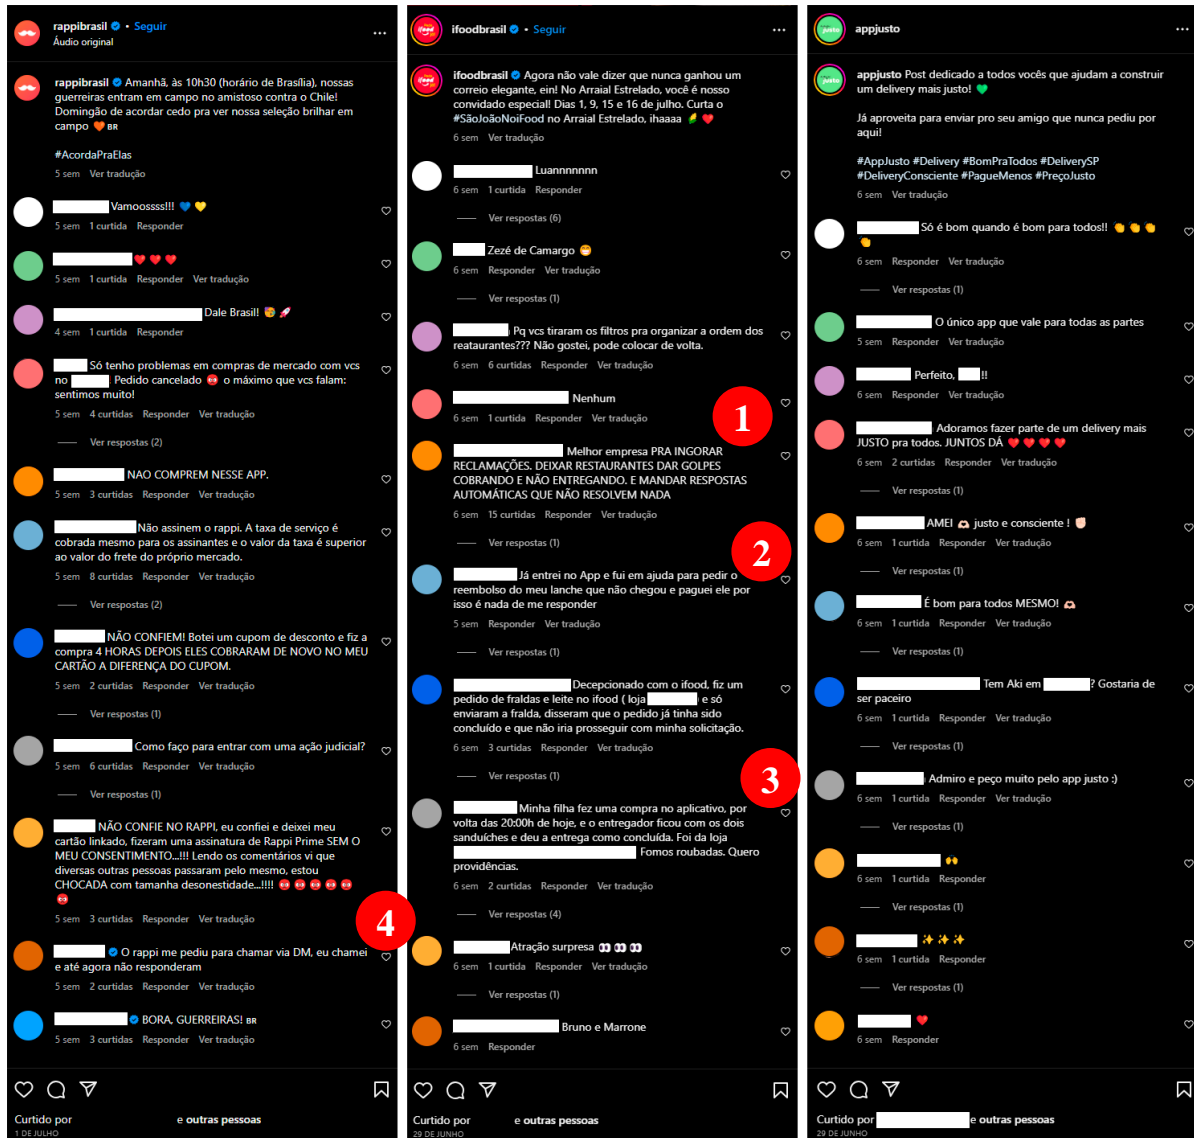 rappibrasil • Seguir
Áudio original
rappibrasil Amanhã, às 10h30 (horário de Brasília), nossas
guerreiras entram em campo no amistoso contra o Chile!
Domingão de acordar cedo pra ver nossa seleção brilhar em
campo 🧡 BR
#AcordaPraElas
5 sem Ver tradução
Vamoossss!!! 💙 💛
5 sem 1 curtida Responder
❤️ ❤️ ❤️
5 sem 1 curtida Responder Ver tradução
Dale Brasil! 🥳 🚀
4 sem 1 curtida Responder
Só tenho problemas em compras de mercado com vcs
no . Pedido cancelado 🤬 o máximo que vcs falam:
sentimos muito!
5 sem 4 curtidas Responder Ver tradução
Ver respostas (2)
NAO COMPREM NESSE APP.
5 sem 3 curtidas Responder Ver tradução
Não assinem o rappi. A taxa de serviço é
cobrada mesmo para os assinantes e o valor da taxa é superior
ao valor do frete do próprio mercado.
5 sem 8 curtidas Responder Ver tradução
Ver respostas (2)
NÃO CONFIEM! Botei um cupom de desconto e fiz a
compra 4 HORAS DEPOIS ELES COBRARAM DE NOVO NO MEU
CARTÃO A DIFERENÇA DO CUPOM.
5 sem 2 curtidas Responder Ver tradução
Ver respostas (1)
Como faço para entrar com uma ação judicial?
5 sem 6 curtidas Responder Ver tradução
Ver respostas (1)
NÃO CONFIE NO RAPPI, eu confiei e deixei meu
cartão linkado, fizeram uma assinatura de Rappi Prime SEM O
MEU CONSENTIMENTO...!!! Lendo os comentários vi que
diversas outras pessoas passaram pelo mesmo, estou
CHOCADA com tamanha desonestidade...!!!! 🤬 🤬 🤬 🤬 🤬
🤬
5 sem 3 curtidas Responder Ver tradução
4
O rappi me pediu para chamar via DM, eu chamei
e até agora não responderam
5 sem 2 curtidas Responder Ver tradução
BORA, GUERREIRAS! BR
5 sem 3 curtidas Responder Ver tradução
Curtido por e outras pessoas
1 DE JULHO
ifoodbrasil • Seguir
ifoodbrasil Agora não vale dizer que nunca ganhou um
correio elegante, ein! No Arraial Estrelado, você é nosso
convidado especial! Dias 1, 9, 15 e 16 de julho. Curta o
#SãoJoãoNoiFood no Arraial Estrelado, ihaaaa 🌽 ❤️
6 sem Ver tradução
Luannnnnnn
6 sem 1 curtida Responder
Ver respostas (6)
Zezé de Camargo 😁
6 sem Responder Ver tradução
Ver respostas (1)
Pq vcs tiraram os filtros pra organizar a ordem dos
reataurantes??? Não gostei, pode colocar de volta.
6 sem 6 curtidas Responder Ver tradução
Nenhum
6 sem 1 curtida Responder Ver tradução
1
Melhor empresa PRA INGORAR
RECLAMAÇÕES. DEIXAR RESTAURANTES DAR GOLPES
COBRANDO E NÃO ENTREGANDO. E MANDAR RESPOSTAS
AUTOMÁTICAS QUE NÃO RESOLVEM NADA
6 sem 15 curtidas Responder Ver tradução
Ver respostas (1)
2
Já entrei no App e fui em ajuda para pedir o
reembolso do meu lanche que não chegou e paguei ele por
isso é nada de me responder
5 sem Responder Ver tradução
Ver respostas (1)
Decepcionado com o ifood, fiz um
pedido de fraldas e leite no ifood ( loja ) e só
enviaram a fralda, disseram que o pedido já tinha sido
concluído e que não iria prosseguir com minha solicitação.
6 sem 3 curtidas Responder Ver tradução
Ver respostas (1)
3
Minha filha fez uma compra no aplicativo, por
volta das 20:00h de hoje, e o entregador ficou com os dois
sanduíches e deu a entrega como concluída. Foi da loja
Fomos roubadas. Quero
providências.
6 sem 2 curtidas Responder Ver tradução
Ver respostas (4)
Atração surpresa 👀 👀 👀
6 sem 1 curtida Responder Ver tradução
Ver respostas (1)
Bruno e Marrone
6 sem Responder
Curtido por e outras pessoas
29 DE JUNHO
appjusto
appjusto Post dedicado a todos vocês que ajudam a construir
um delivery mais justo! 💚
Já aproveita para enviar pro seu amigo que nunca pediu por
aqui!
#AppJusto #Delivery #BomPraTodos #DeliverySP
#DeliveryConsciente #PagueMenos #PreçoJusto
6 sem Ver tradução
Só é bom quando é bom para todos!! 👏 👏 👏
👏
6 sem Responder Ver tradução
Ver respostas (1)
O único app que vale para todas as partes
5 sem Responder Ver tradução
Perfeito, !!
6 sem Responder Ver tradução
Adoramos fazer parte de um delivery mais
JUSTO pra todos. JUNTOS DÁ ❤️ ❤️ ❤️ ❤️
6 sem 2 curtidas Responder Ver tradução
Ver respostas (1)
AMEI 🫶🏻 justo e consciente ! ✊🏻
6 sem 1 curtida Responder Ver tradução
Ver respostas (1)
É bom para todos MESMO! 🫶🏻
6 sem 1 curtida Responder Ver tradução
Ver respostas (1)
Tem Aki em ? Gostaria de
ser paceiro
6 sem 1 curtida Responder Ver tradução
Ver respostas (1)
Admiro e peço muito pelo app justo :)
6 sem 1 curtida Responder Ver tradução
Ver respostas (1)
🙌
6 sem 1 curtida Responder
Ver respostas (1)
✨ ✨ ✨
6 sem 1 curtida Responder
Ver respostas (1)
❤️
6 sem Responder
Curtido por e outras pessoas
29 DE JUNHO